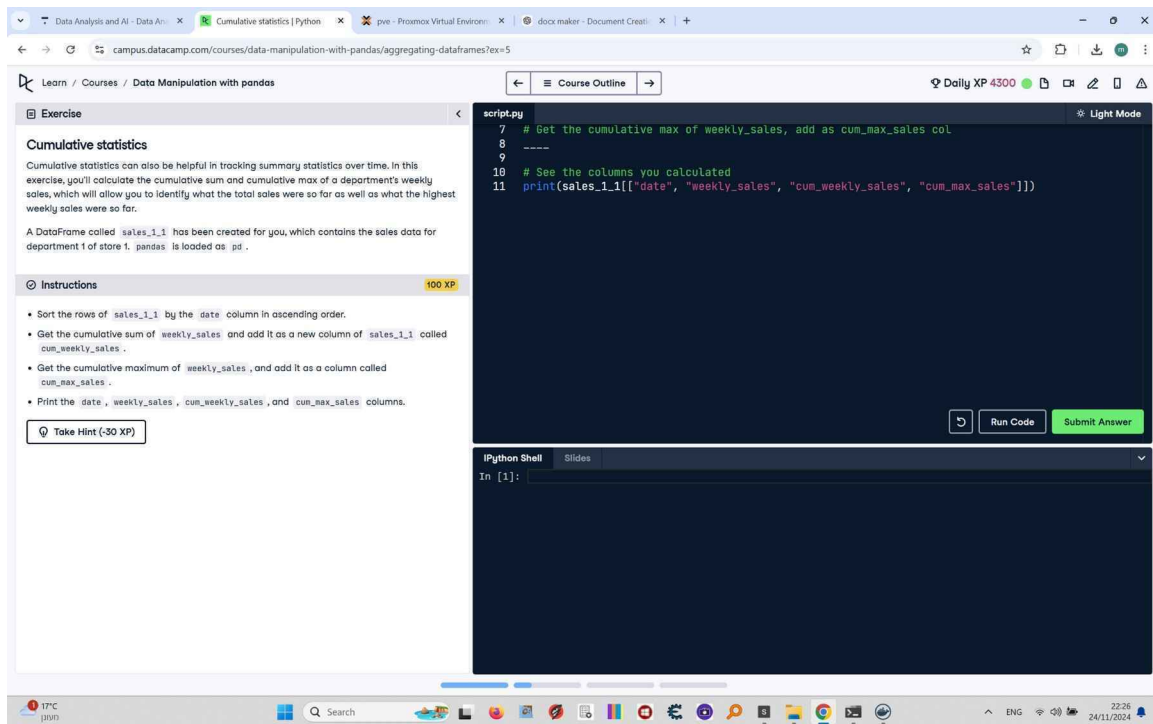 Data Analysis and AI - Data An
Cumulative statistics | Python
pve - Proxmox Virtual Environm
docx maker - Document Creatio
campus.datacamp.com/courses/data-manipulation-with-pandas/aggregating-dataframes?ex=5
m
Learn / Courses / Data Manipulation with pandas
Course Outline
Daily XP 4300
Exercise
Cumulative statistics
Cumulative statistics can also be helpful in tracking summary statistics over time. In this
exercise, you'll calculate the cumulative sum and cumulative max of a department's weekly
sales, which will allow you to identify what the total sales were so far as well as what the highest
weekly sales were so far.
A DataFrame called sales_1_1 has been created for you, which contains the sales data for
department 1 of store 1. pandas is loaded as pd .
Instructions
100 XP
• Sort the rows of sales_1_1 by the date column in ascending order.
• Get the cumulative sum of weekly_sales and add it as a new column of sales_1_1 called
cum_weekly_sales .
• Get the cumulative maximum of weekly_sales , and add it as a column called
cum_max_sales .
• Print the date , weekly_sales , cum_weekly_sales , and cum_max_sales columns.
Take Hint (-30 XP)
script.py
Light Mode
7 # Get the cumulative max of weekly_sales, add as cum_max_sales col
8 ____
9
10 # See the columns you calculated
11 print(sales_1_1[["date", "weekly_sales", "cum_weekly_sales", "cum_max_sales"]])
Run Code
Submit Answer
IPython Shell
Slides
In [1]:
1
17°C
מעונן
Search
ENG
22:26
24/11/2024